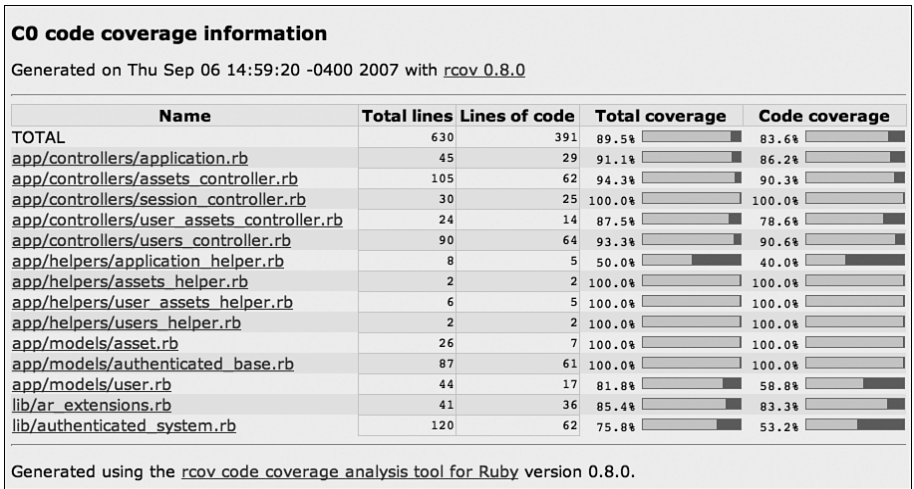 C0 code coverage information
Generated on Thu Sep 06 14:59:20 -0400 2007 with rcov 0.8.0
Name Total lines Lines of code Total coverage Code coverage
TOTAL 630 391 89.5% 83.6%
app/controllers/application.rb 45 29 91.1% 86.2%
app/controllers/assets_controller.rb 105 62 94.3% 90.3%
app/controllers/session_controller.rb 30 25 100.0% 100.0%
app/controllers/user_assets_controller.rb 24 14 87.5% 78.6%
app/controllers/users_controller.rb 90 64 93.3% 90.6%
app/helpers/application_helper.rb 8 5 50.0% 40.0%
app/helpers/assets_helper.rb 2 2 100.0% 100.0%
app/helpers/user_assets_helper.rb 6 5 100.0% 100.0%
app/helpers/users_helper.rb 2 2 100.0% 100.0%
app/models/asset.rb 26 7 100.0% 100.0%
app/models/authenticated_base.rb 87 61 100.0% 100.0%
app/models/user.rb 44 17 81.8% 58.8%
lib/ar_extensions.rb 41 36 85.4% 83.3%
lib/authenticated_system.rb 120 62 75.8% 53.2%
Generated using the rcov code coverage analysis tool for Ruby version 0.8.0.